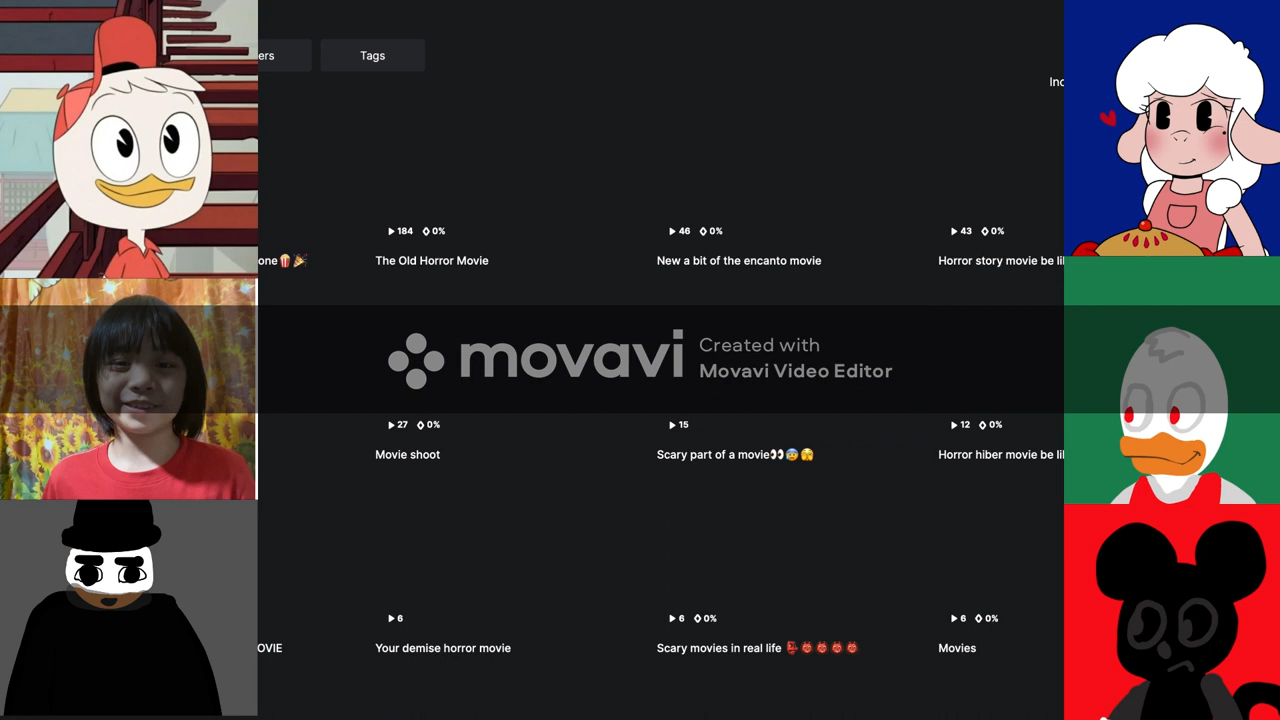 ers
Tags
Inc
184 0%
46 0%
43 0%
one🍿🎉
The Old Horror Movie
New a bit of the encanto movie
Horror story movie be lil
movavi
Created with
Movavi Video Editor
27 0%
15
12 0%
Movie shoot
Scary part of a movie👀😰🫣
Horror hiber movie be lil
6
6 0%
6 0%
OVIE
Your demise horror movie
Scary movies in real life 👺👹👹👹👹
Movies